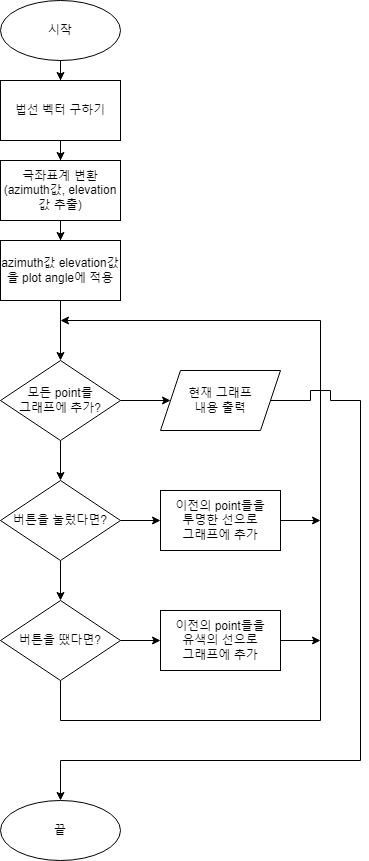 시작
법선 벡터 구하기
극좌표계 변환
(azimuth값, elevation
값 추출)
azimuth값 elevation값
을 plot angle에 적용
모든 point를
그래프에 추가?
현재 그래프
내용 출력
버튼을 눌렀다면?
이전의 point들을
투명한 선으로
그래프에 추가
버튼을 땠다면?
이전의 point들을
유색의 선으로
그래프에 추가
끝